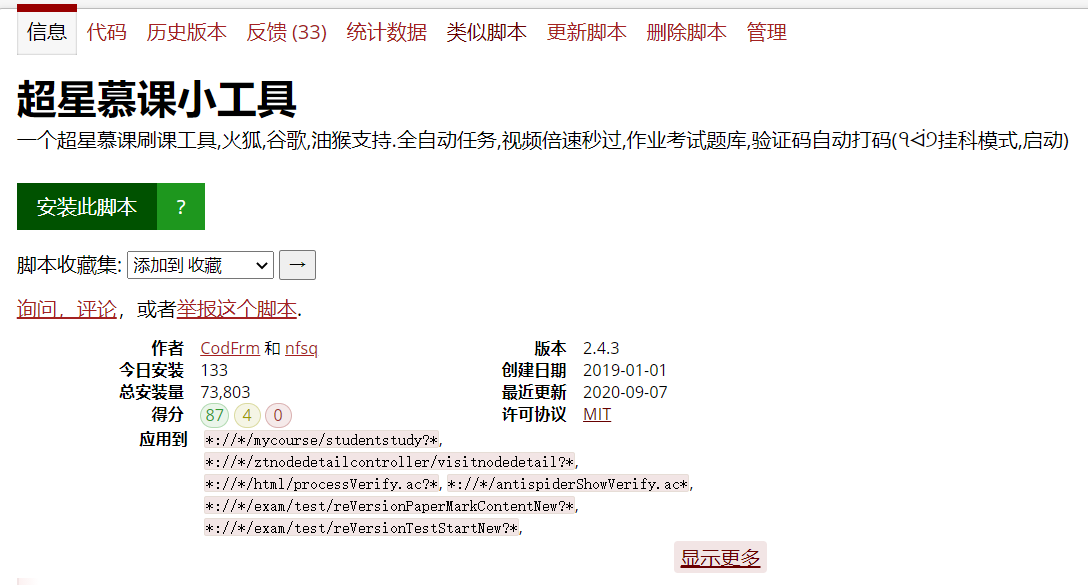 信息 代码 历史版本 反馈 (33) 统计数据 类似脚本 更新脚本 删除脚本 管理
超星慕课小工具
一个超星慕课刷课工具,火狐,谷歌,油猴支持.全自动任务,视频倍速秒过,作业考试题库,验证码自动打码(੧ᐛ੭挂科模式,启动)
安装此脚本 ?
脚本收藏集: 添加到 收藏 →
询问，评论，或者举报这个脚本.
作者 CodFrm 和 nfsq 版本 2.4.3
今日安装 133 创建日期 2019-01-01
总安装量 73,803 最近更新 2020-09-07
得分 87 4 0 许可协议 MIT
应用到 *://*/mycourse/studentstudy?*,
*://*/ztnodedetailcontroller/visitnodedetail?*,
*://*/html/processVerify.ac?*, *://*/antispiderShowVerify.ac*,
*://*/exam/test/reVersionPaperMarkContentNew?*,
*://*/exam/test/reVersionTestStartNew?*,
显示更多